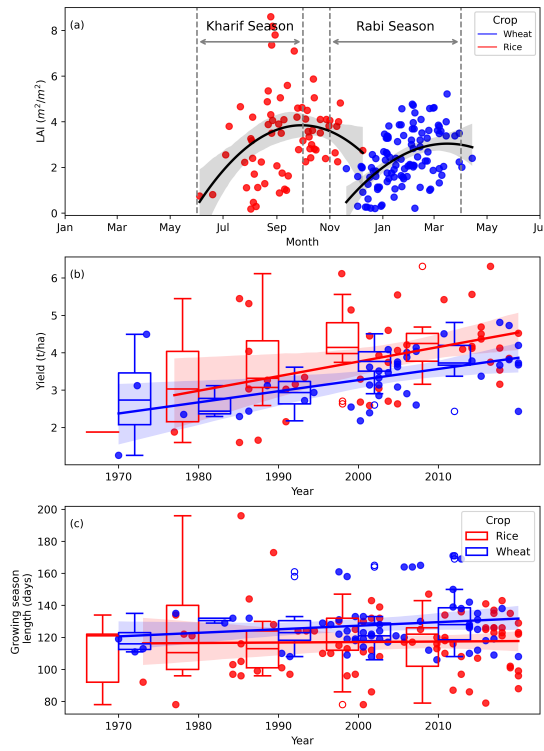 (a)
Kharif Season
Rabi Season
Crop
Wheat
Rice
8
6
4
2
0
LAI (m²/m²)
Jan Mar May Jul Sep Nov Jan Mar May Ju
Month
(b)
6
5
4
3
2
Yield (t/ha)
1970 1980 1990 2000 2010
Year
(c)
Crop
Rice
Wheat
200
180
160
140
120
100
80
Growing season
length (days)
1970 1980 1990 2000 2010
Year